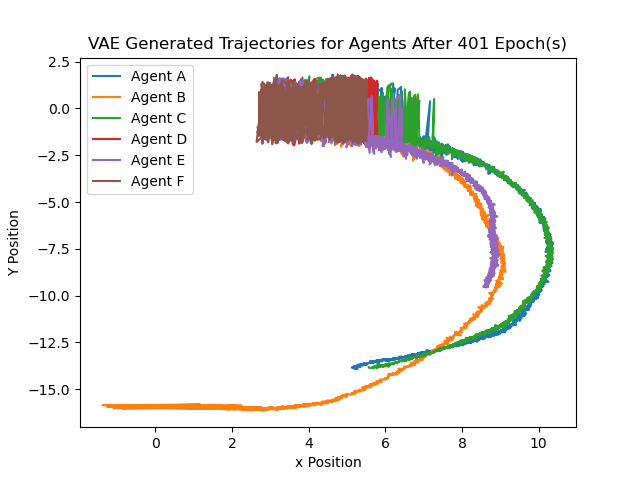 VAE Generated Trajectories for Agents After 401 Epoch(s)
2.5
0.0
−2.5
−5.0
−7.5
−10.0
−12.5
−15.0
Y Position
Agent A
Agent B
Agent C
Agent D
Agent E
Agent F
0 2 4 6 8 10
x Position